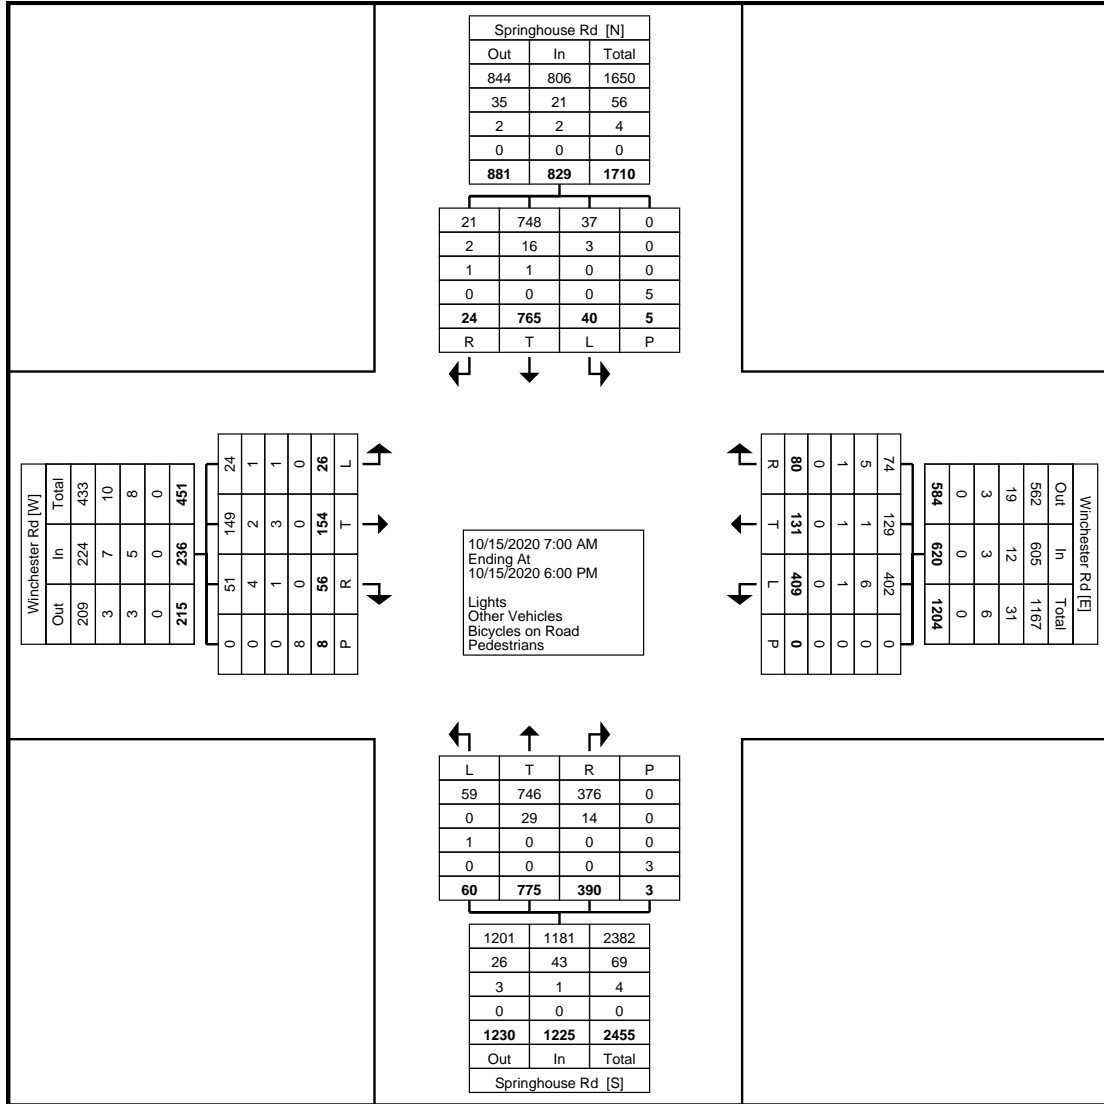 Springhouse Rd [N]
Out In Total
844 806 1650
35 21 56
2 2 4
0 0 0
881 829 1710
21 748 37 0
2 16 3 0
1 1 0 0
0 0 0 5
24 765 40 5
R T L P
Winchester Rd [W]
Total 433 10 8 0 451
In 224 7 5 0 236
Out 209 3 3 0 215
24 1 1 0 26 L
149 2 3 0 154 T
51 4 1 0 56 R
0 0 0 8 8 P
10/15/2020 7:00 AM
Ending At
10/15/2020 6:00 PM
Lights
Other Vehicles
Bicycles on Road
Pedestrians
R 80 0 1 5 74
T 131 0 1 1 129
L 409 0 1 6 402
P 0 0 0 0 0
Winchester Rd [E]
Out In Total
562 605 1167
19 12 31
3 3 6
0 0 0
584 620 1204
L T R P
59 746 376 0
0 29 14 0
1 0 0 0
0 0 0 3
60 775 390 3
1201 1181 2382
26 43 69
3 1 4
0 0 0
1230 1225 2455
Out In Total
Springhouse Rd [S]